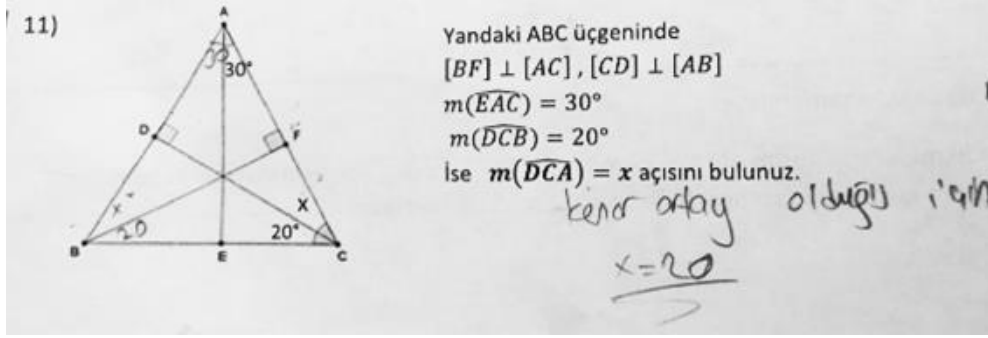 11)
Yandaki ABC üçgeninde
[BF] ⊥ [AC] , [CD] ⊥ [AB]
m(EAC) = 30°
m(DCB) = 20°
İse m(DCA) = x açısını bulunuz.
kenar ortay olduğu için
x=20
A
30°
D
F
x
20
X
20°
B
E
C